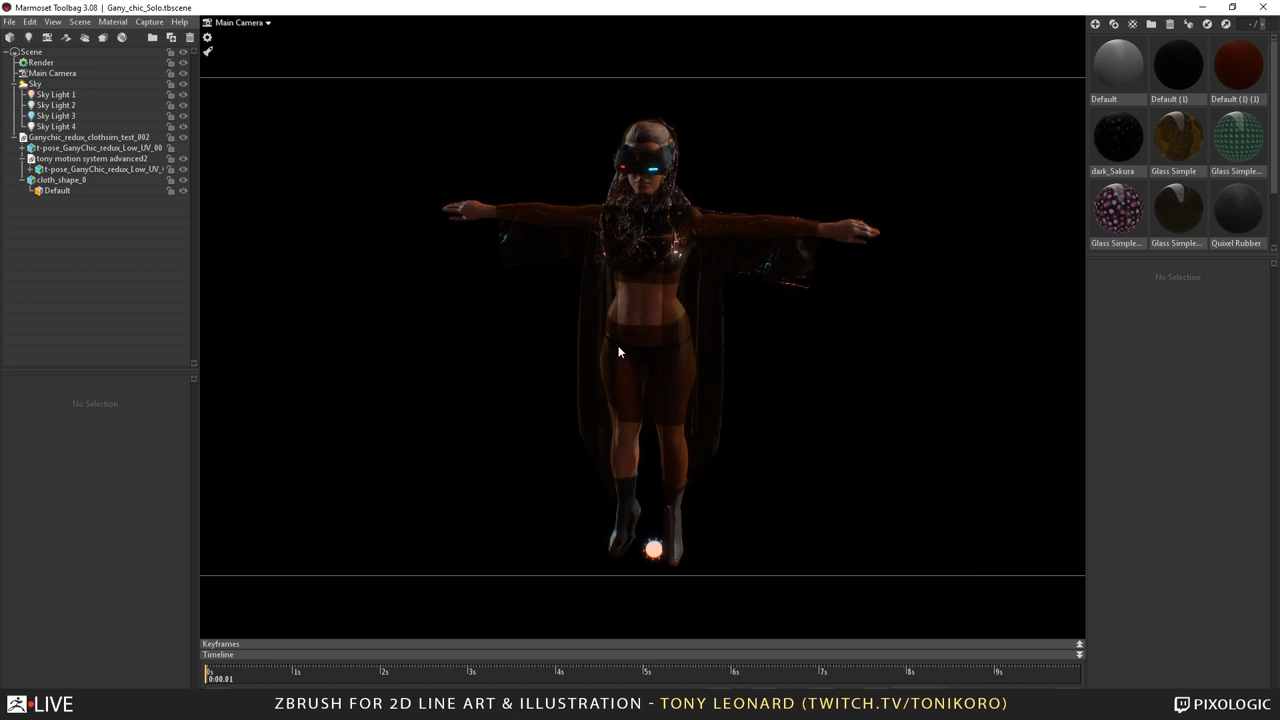 Marmoset Toolbag 3.08 | Gany_chic_Solo.tbscene
File Edit View Scene Material Capture Help
Main Camera
- /
Scene
Render
Main Camera
Sky
Sky Light 1
Sky Light 2
Sky Light 3
Sky Light 4
Ganychic_redux_clothsim_test_002
t-pose_GanyChic_redux_Low_UV_00
tony motion system advanced2
t-pose_GanyChic_redux_Low_UV_
cloth_shape_0
Default
No Selection
Default Default (1) Default (1) (1)
dark_Sakura Glass Simple Glass Simple...
Glass Simple... Glass Simple... Quixel Rubber
No Selection
Keyframes
Timeline
0s 1s 2s 3s 4s 5s 6s 7s 8s 9s
0:00.01
LIVE
ZBRUSH FOR 2D LINE ART & ILLUSTRATION - TONY LEONARD (TWITCH.TV/TONIKORO)
PIXOLOGIC